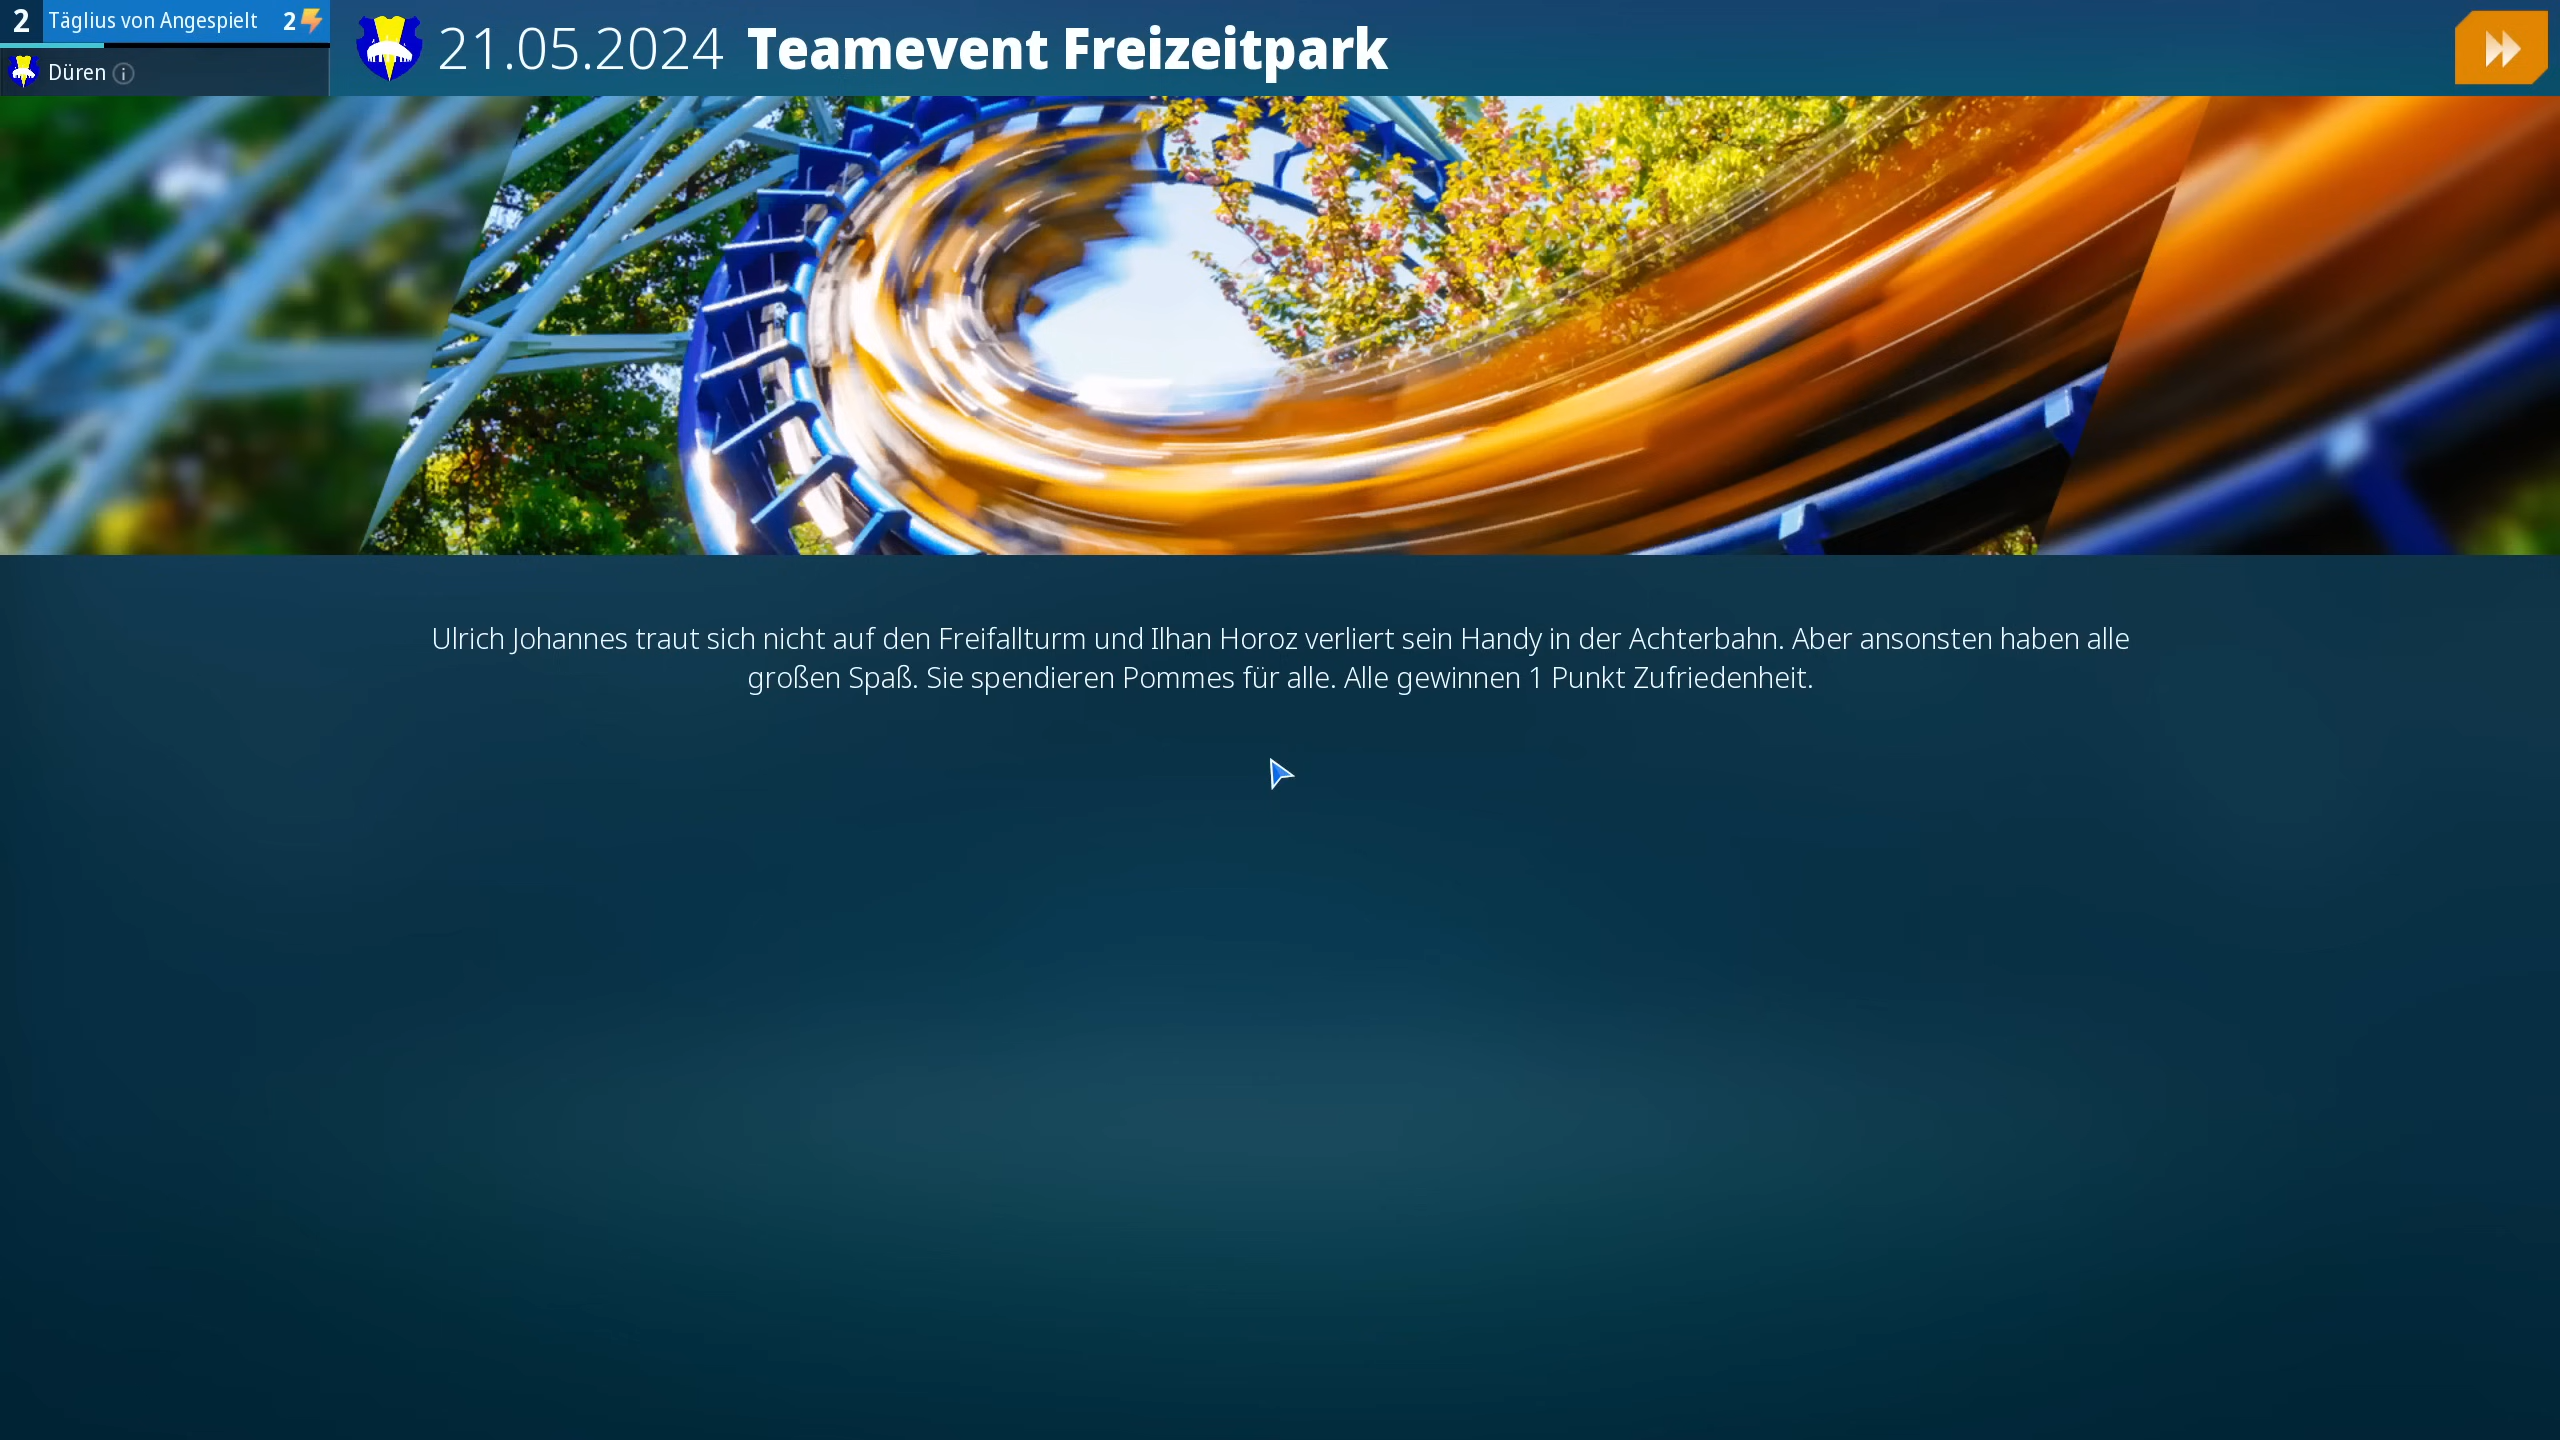 2 Täglius von Angespielt 2
Düren
21.05.2024 Teamevent Freizeitpark
Ulrich Johannes traut sich nicht auf den Freifallturm und Ilhan Horoz verliert sein Handy in der Achterbahn. Aber ansonsten haben alle
großen Spaß. Sie spendieren Pommes für alle. Alle gewinnen 1 Punkt Zufriedenheit.